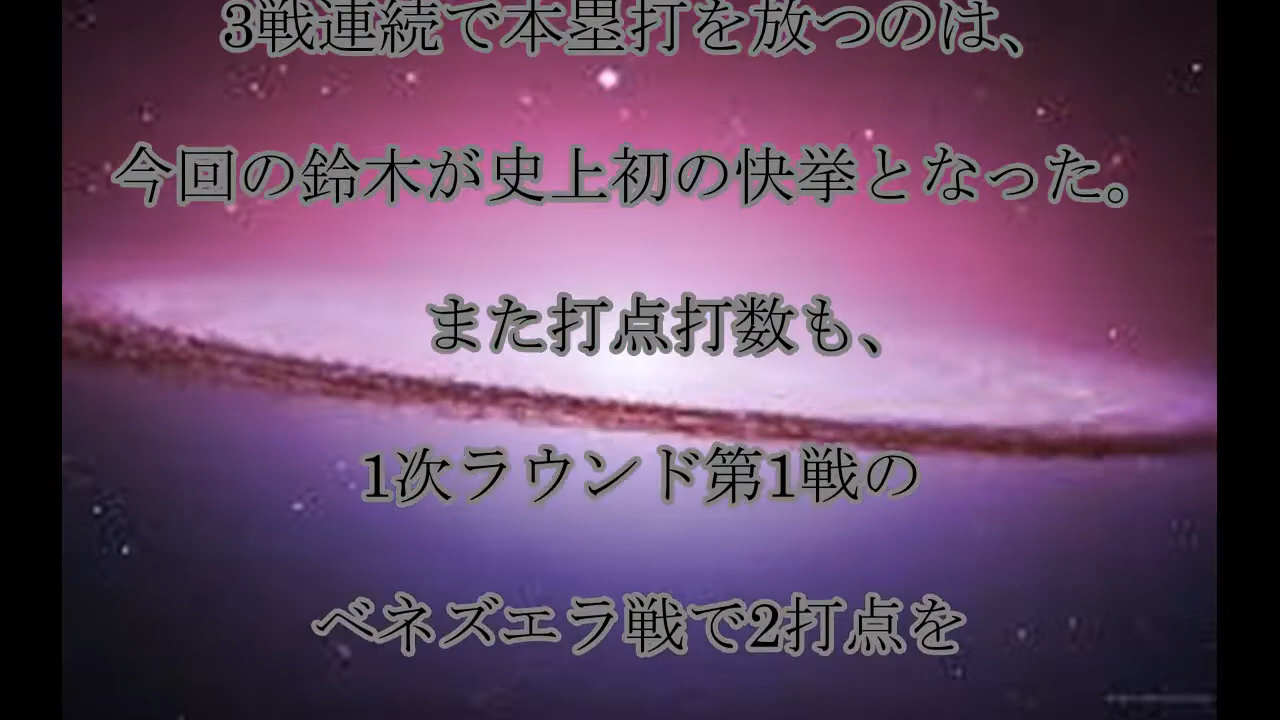 3戦連続で本塁打を放つのは、
今回の鈴木が史上初の快挙となった。
また打点打数も、
1次ラウンド第1戦の
ベネズエラ戦で2打点を